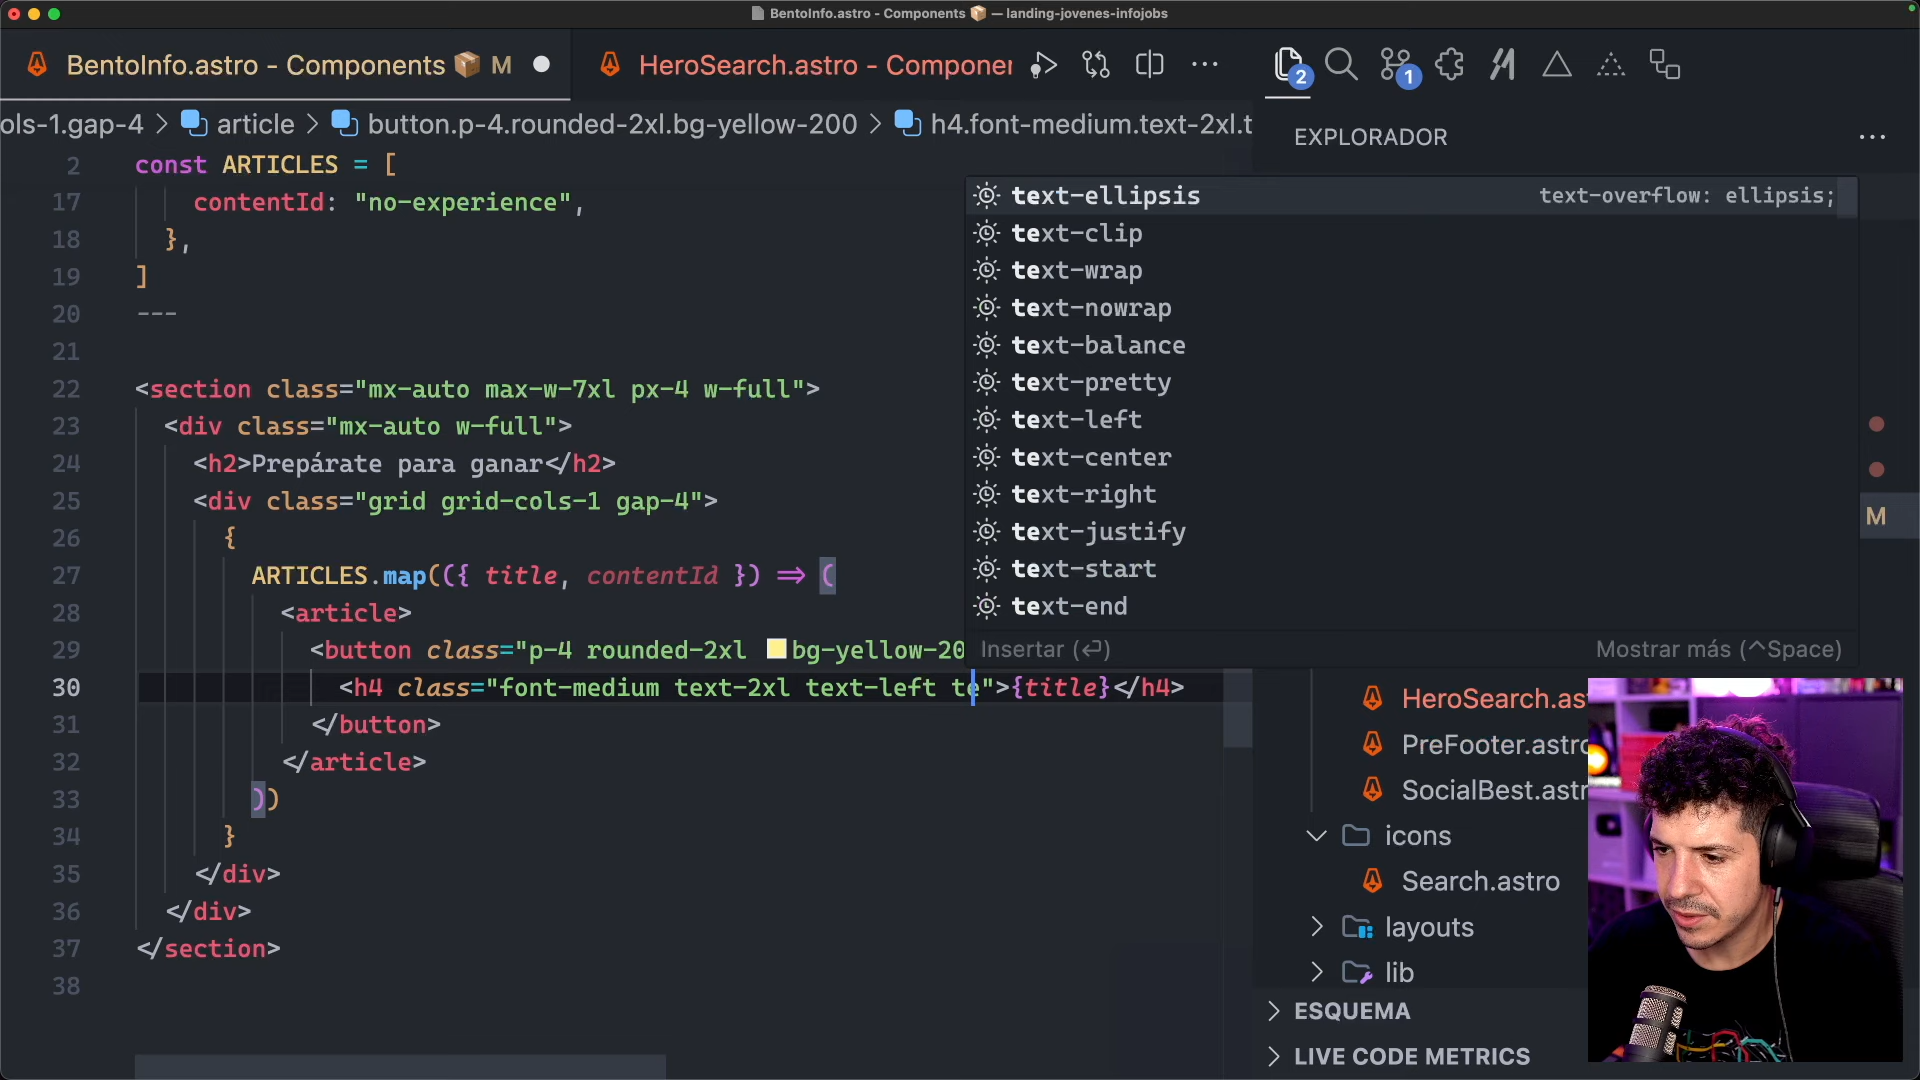 BentoInfo.astro - Components 📦 — landing-jovenes-infojobs
BentoInfo.astro - Components 📦 M
HeroSearch.astro - Componer
2
1
ols-1.gap-4 > article > button.p-4.rounded-2xl.bg-yellow-200 > h4.font-medium.text-2xl.t
EXPLORADOR
2 const ARTICLES = [
17 contentId: "no-experience",
18 },
19 ]
20 ---
21
22 <section class="mx-auto max-w-7xl px-4 w-full">
23 <div class="mx-auto w-full">
24 <h2>Prepárate para ganar</h2>
25 <div class="grid grid-cols-1 gap-4">
26 {
27 ARTICLES.map(({ title, contentId }) => (
28 <article>
29 <button class="p-4 rounded-2xl bg-yellow-20
30 <h4 class="font-medium text-2xl text-left te">{title}</h4>
31 </button>
32 </article>
33 ))
34 }
35 </div>
36 </div>
37 </section>
38
text-ellipsis text-overflow: ellipsis;
text-clip
text-wrap
text-nowrap
text-balance
text-pretty
text-left
text-center
text-right
text-justify
text-start
text-end
Insertar (↩) Mostrar más (^Space)
M
HeroSearch.as
PreFooter.astro
SocialBest.astr
icons
Search.astro
layouts
lib
ESQUEMA
LIVE CODE METRICS